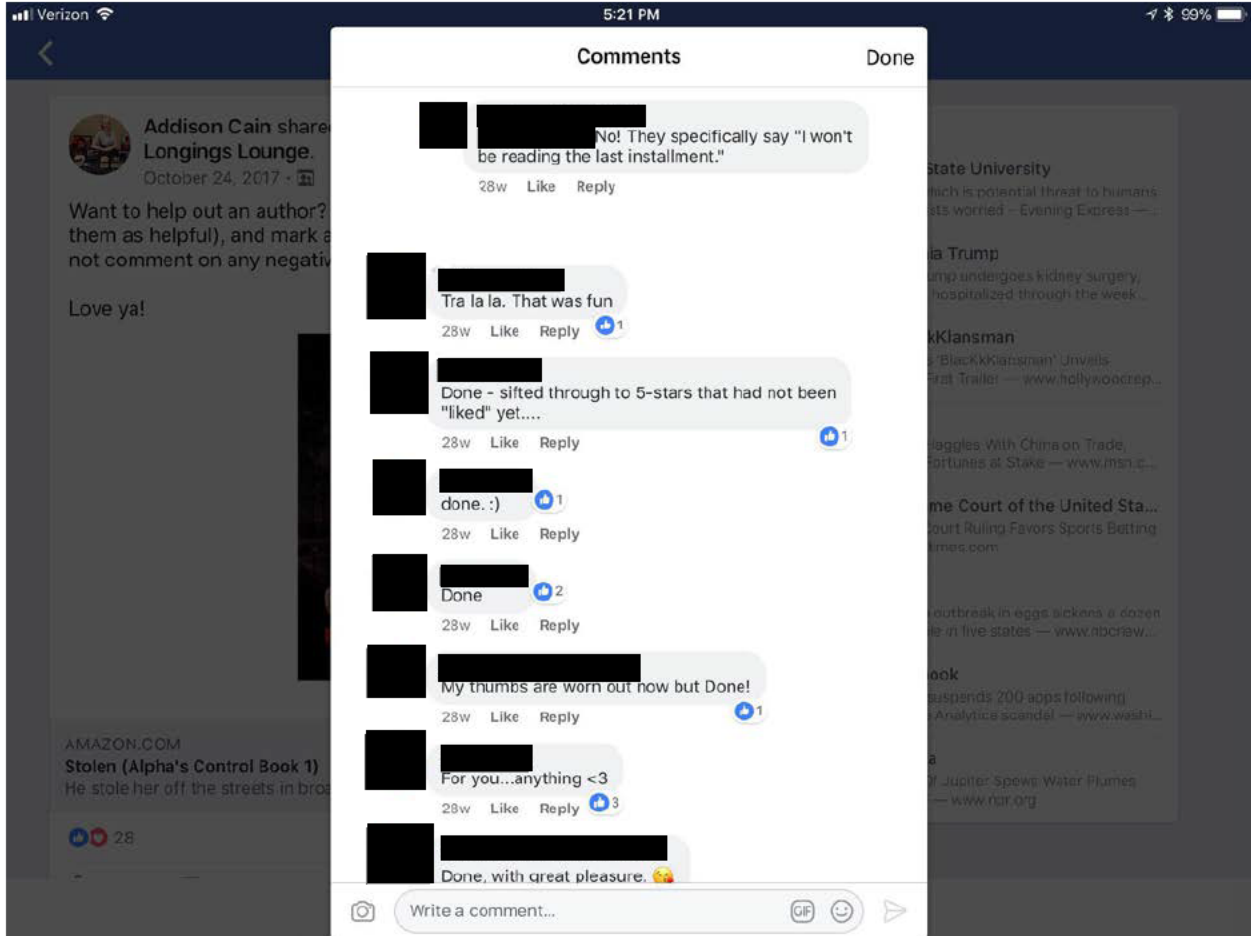 Verizon 5:21 PM 99%
Comments Done
Addison Cain share
Longings Lounge.
October 24, 2017
Want to help out an author?
them as helpful), and mark a
not comment on any negativ
Love ya!
AMAZON.COM
Stolen (Alpha's Control Book 1)
He stole her off the streets in broa
28
No! They specifically say "I won't
be reading the last installment."
28w Like Reply
Tra la la. That was fun
28w Like Reply 1
Done - sifted through to 5-stars that had not been
"liked" yet....
28w Like Reply 1
done. :) 1
28w Like Reply
Done 2
28w Like Reply
My thumbs are worn out now but Done!
28w Like Reply 1
For you...anything <3
28w Like Reply 3
Done, with great pleasure. 😘
Write a comment... GIF
State University
hich is potential threat to humans
sts worried - Evening Express — ...
ia Trump
ump undergoes kidney surgery,
hospitalized through the week...
kKlansman
s 'BlacKkKlansman' Unveils
First Trailer — www.hollywoodrep...
Haggles With China on Trade,
Fortunes at Stake — www.msn.c...
me Court of the United Sta...
Court Ruling Favors Sports Betting
times.com
outbreak in eggs sickens a dozen
le in five states — www.nbcnew...
ook
suspends 200 apps following
Analytica scandal — www.washi...
a
Of Jupiter Spews Water Plumes
— www.npr.org